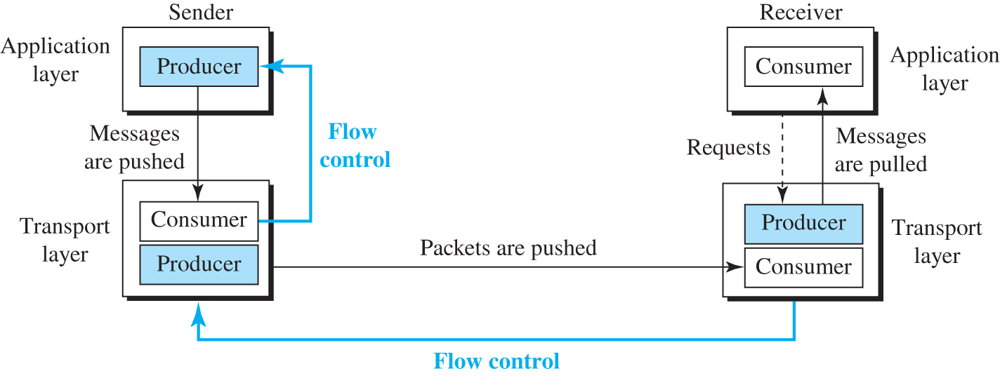 Sender
Receiver
Application
layer
Producer
Consumer
Application
layer
Messages
are pushed
Flow
control
Requests
Messages
are pulled
Transport
layer
Consumer
Producer
Packets are pushed
Producer
Consumer
Transport
layer
Flow control